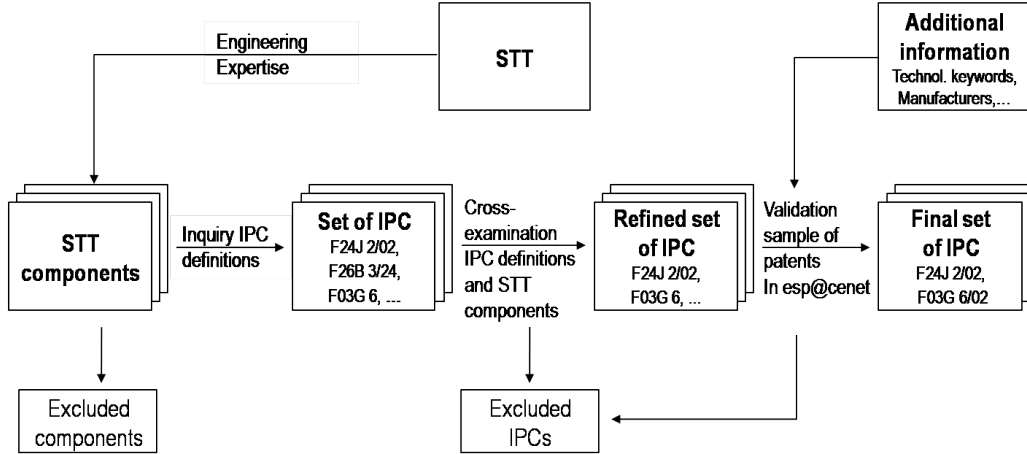 Engineering
Expertise
STT
Additional
information
Technol. keywords,
Manufacturers,...
STT
components
Inquiry IPC
definitions
Set of IPC
F24J 2/02,
F26B 3/24,
F03G 6, ...
Cross-
examination
IPC definitions
and STT
components
Refined set
of IPC
F24J 2/02,
F03G 6, ...
Validation
sample of
patents
In esp@cenet
Final set
of IPC
F24J 2/02,
F03G 6/02
Excluded
components
Excluded
IPCs